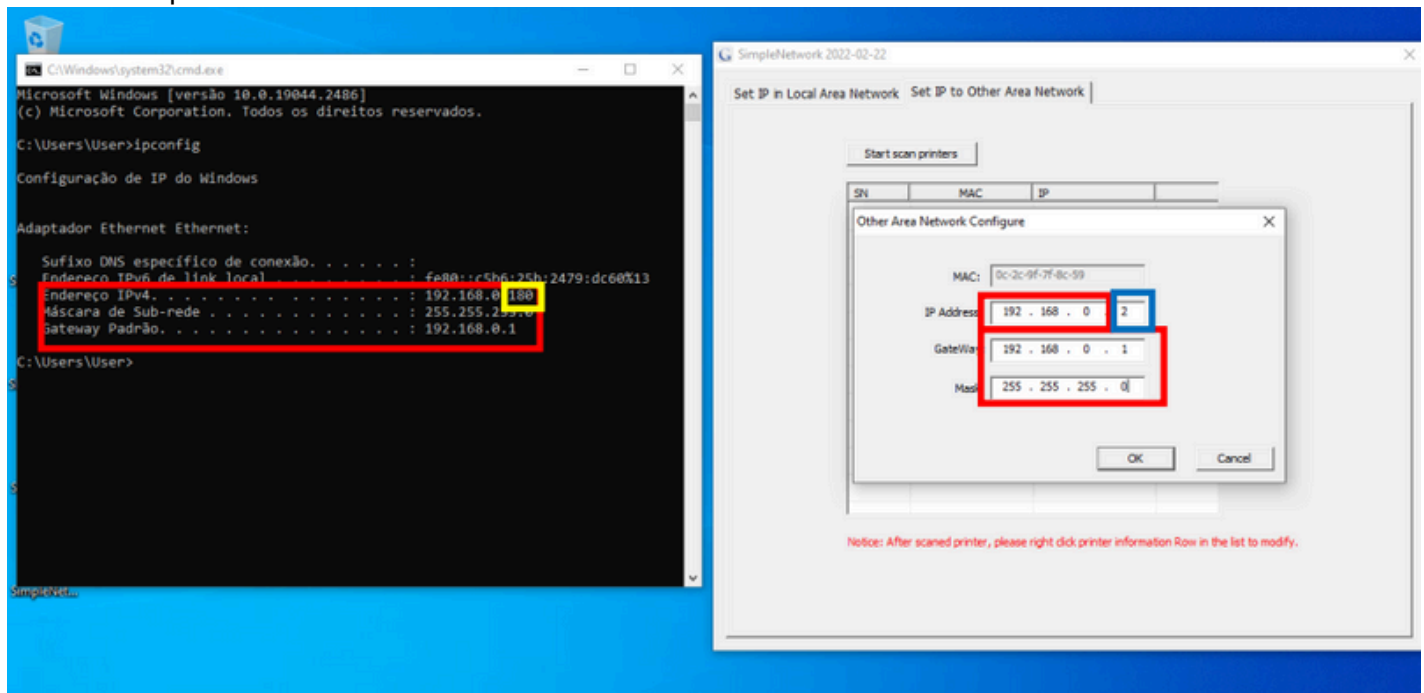 C:\Windows\system32\cmd.exe
Microsoft Windows [versão 10.0.19044.2486]
(c) Microsoft Corporation. Todos os direitos reservados.
C:\Users\User>ipconfig
Configuração de IP do Windows
Adaptador Ethernet Ethernet:
Sufixo DNS específico de conexão. . . . . . :
Endereço IPv6 de link local . . . . . . . . : fe80::c5b6:25b:2479:dc60%13
Endereço IPv4. . . . . . . . . . . . . . . : 192.168.0.180
Máscara de Sub-rede . . . . . . . . . . . . : 255.255.255.0
Gateway Padrão. . . . . . . . . . . . . . . : 192.168.0.1
C:\Users\User>
SimpleNet...
SimpleNetwork 2022-02-22
Set IP in Local Area Network Set IP to Other Area Network
Start scan printers
SN MAC IP
Other Area Network Configure
MAC: 0c-2c-9f-7f-8c-59
IP Address 192 . 168 . 0 . 2
GateWay 192 . 168 . 0 . 1
Mask 255 . 255 . 255 . 0
OK Cancel
Notice: After scaned printer, please right click printer information Row in the list to modify.